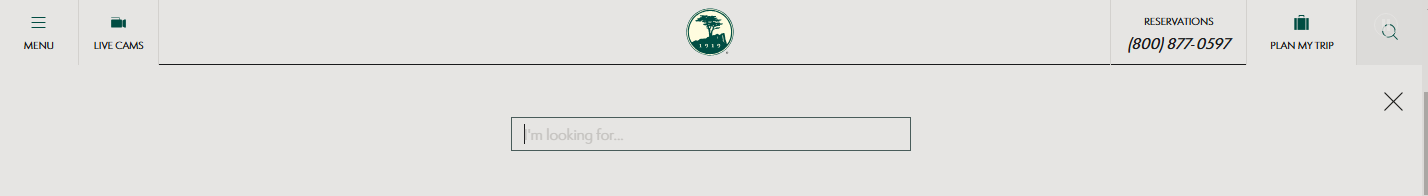 MENU
LIVE CAMS
1919
RESERVATIONS
(800) 877-0597
PLAN MY TRIP
I'm looking for...